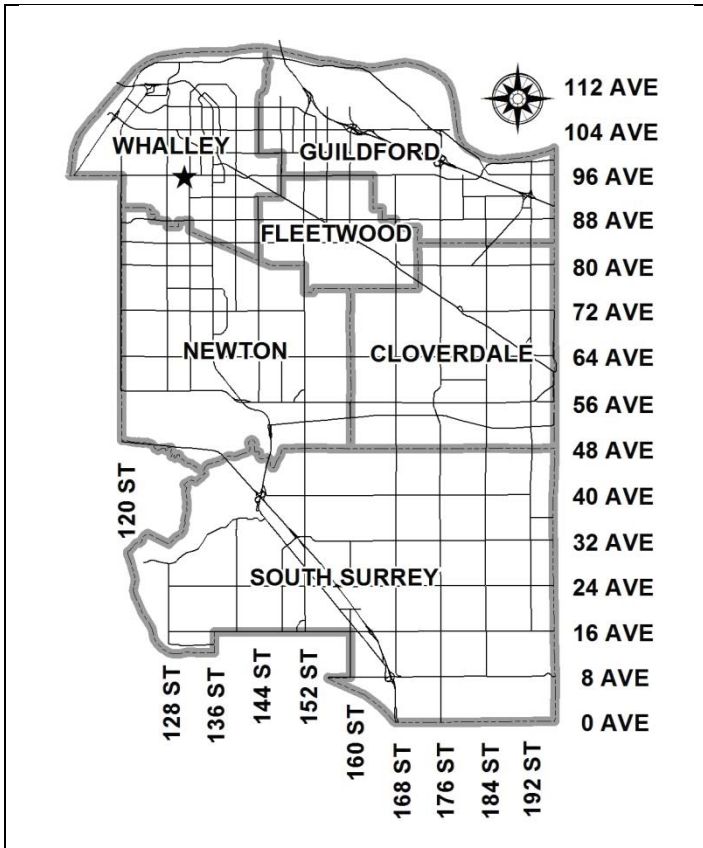 112 AVE
104 AVE
WHALLEY
GUILDFORD
96 AVE
88 AVE
FLEETWOOD
80 AVE
72 AVE
NEWTON
CLOVERDALE
64 AVE
56 AVE
48 AVE
120 ST
40 AVE
32 AVE
SOUTH SURREY
24 AVE
16 AVE
128 ST
136 ST
144 ST
152 ST
160 ST
8 AVE
0 AVE
168 ST
176 ST
184 ST
192 ST